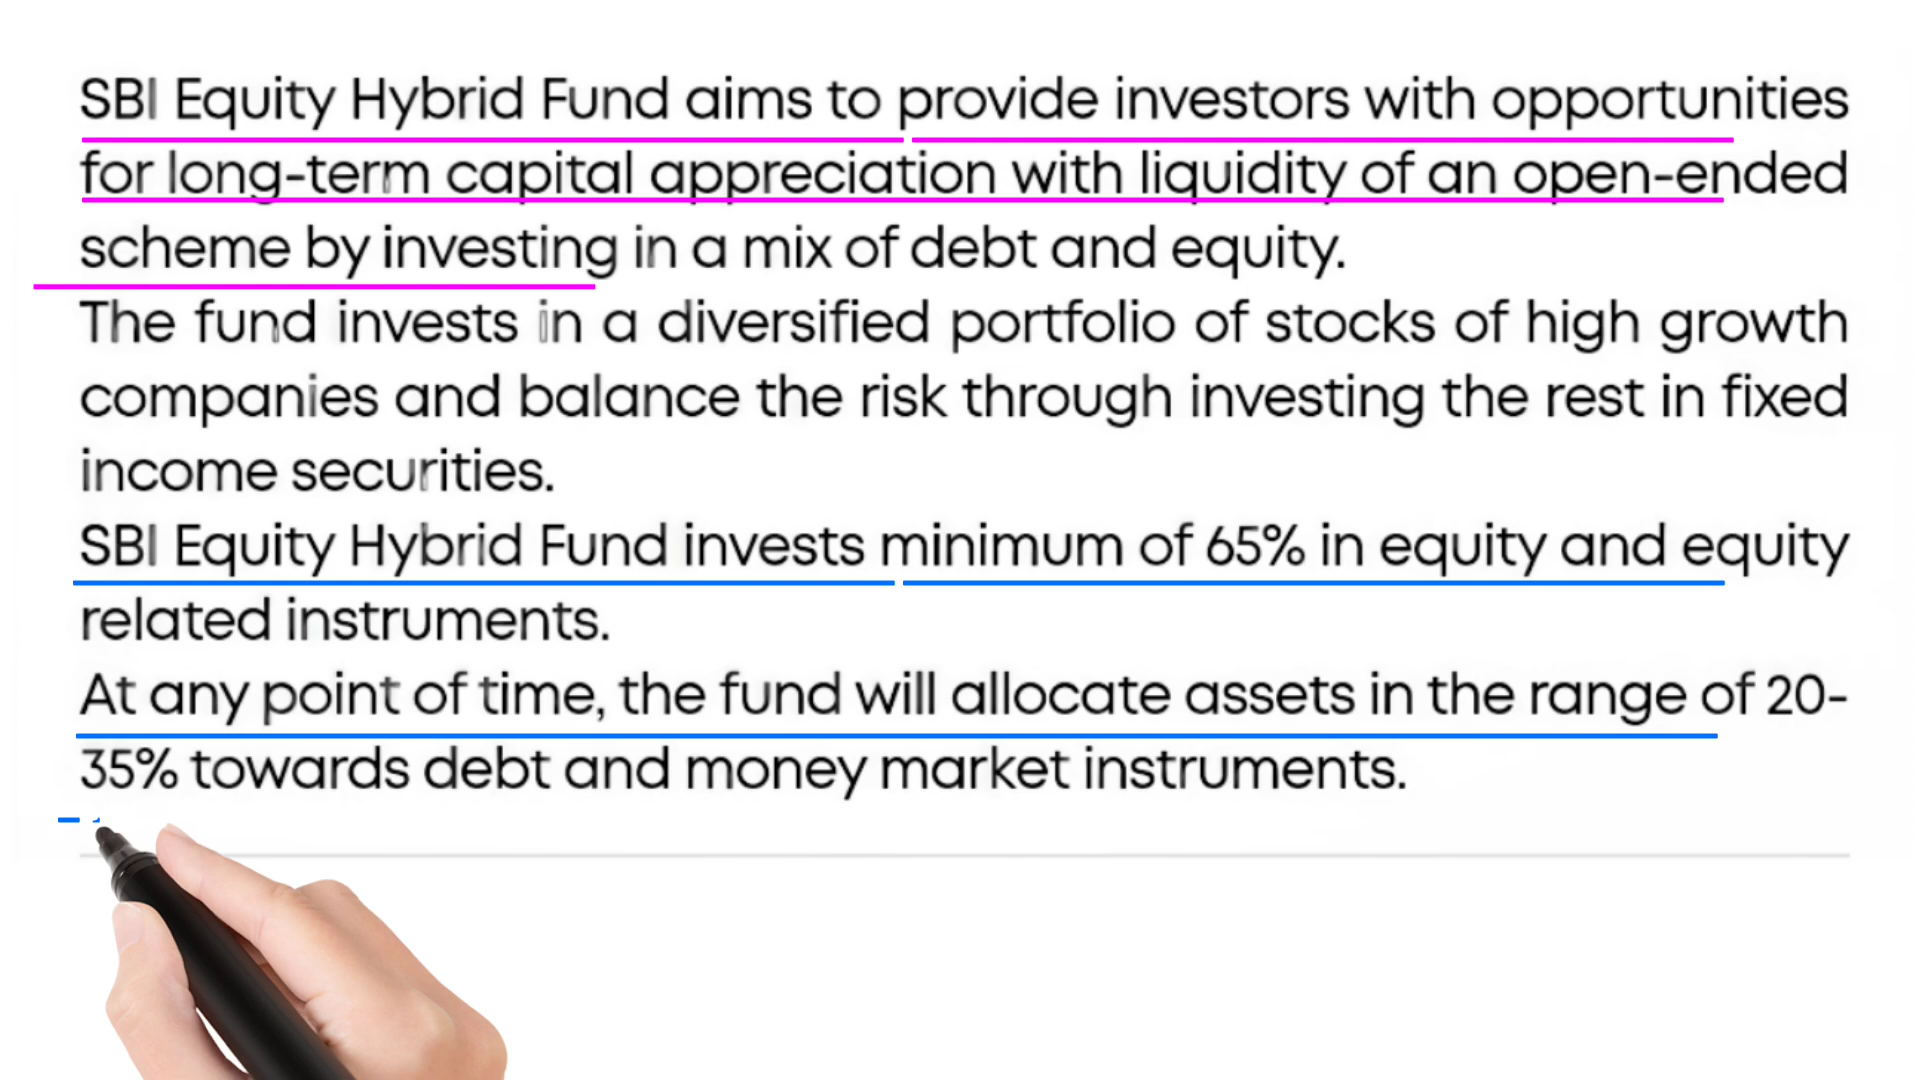 SBI Equity Hybrid Fund aims to provide investors with opportunities
for long-term capital appreciation with liquidity of an open-ended
scheme by investing in a mix of debt and equity.
The fund invests in a diversified portfolio of stocks of high growth
companies and balance the risk through investing the rest in fixed
income securities.
SBI Equity Hybrid Fund invests minimum of 65% in equity and equity
related instruments.
At any point of time, the fund will allocate assets in the range of 20-
35% towards debt and money market instruments.